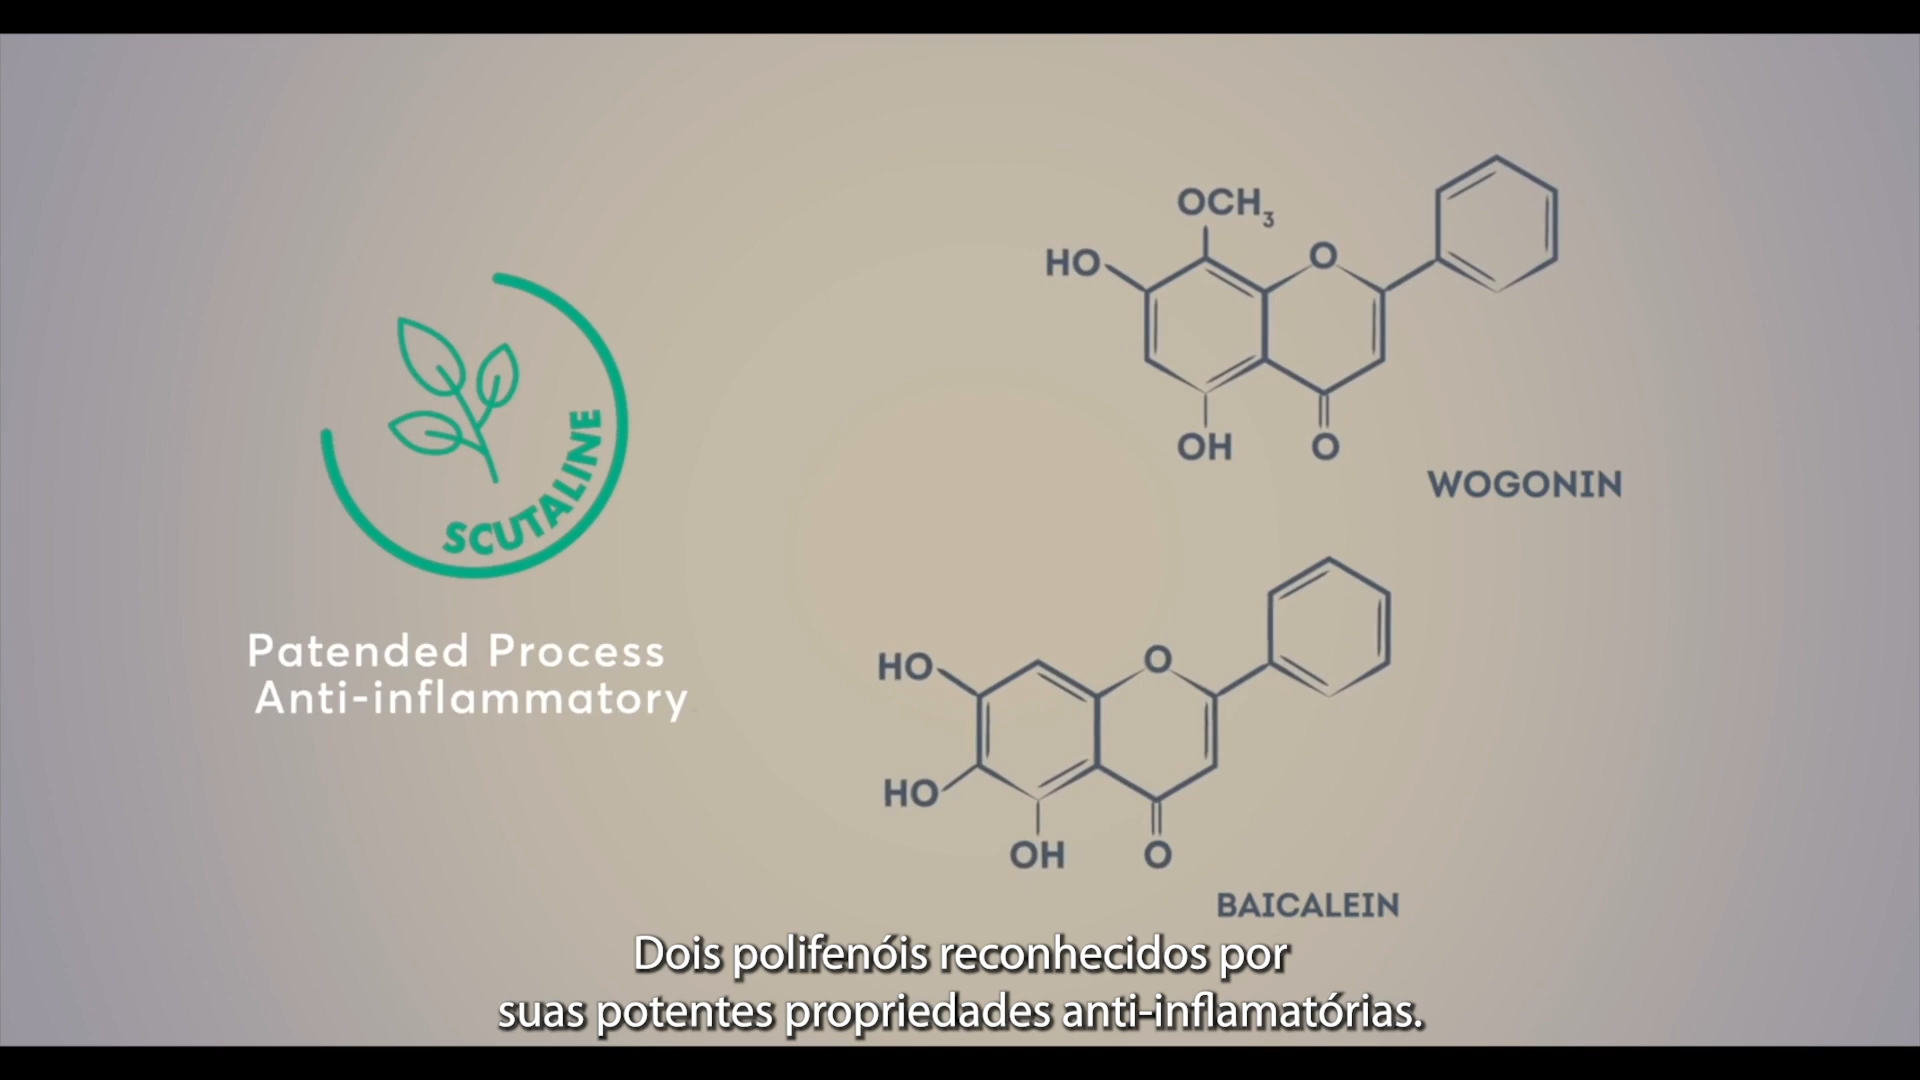 SCUTALINE
Patended Process
Anti-inflammatory
OCH₃
HO
O
OH
O
WOGONIN
HO
O
HO
OH
O
BAICALEIN
Dois polifenóis reconhecidos por
suas potentes propriedades anti-inflamatórias.